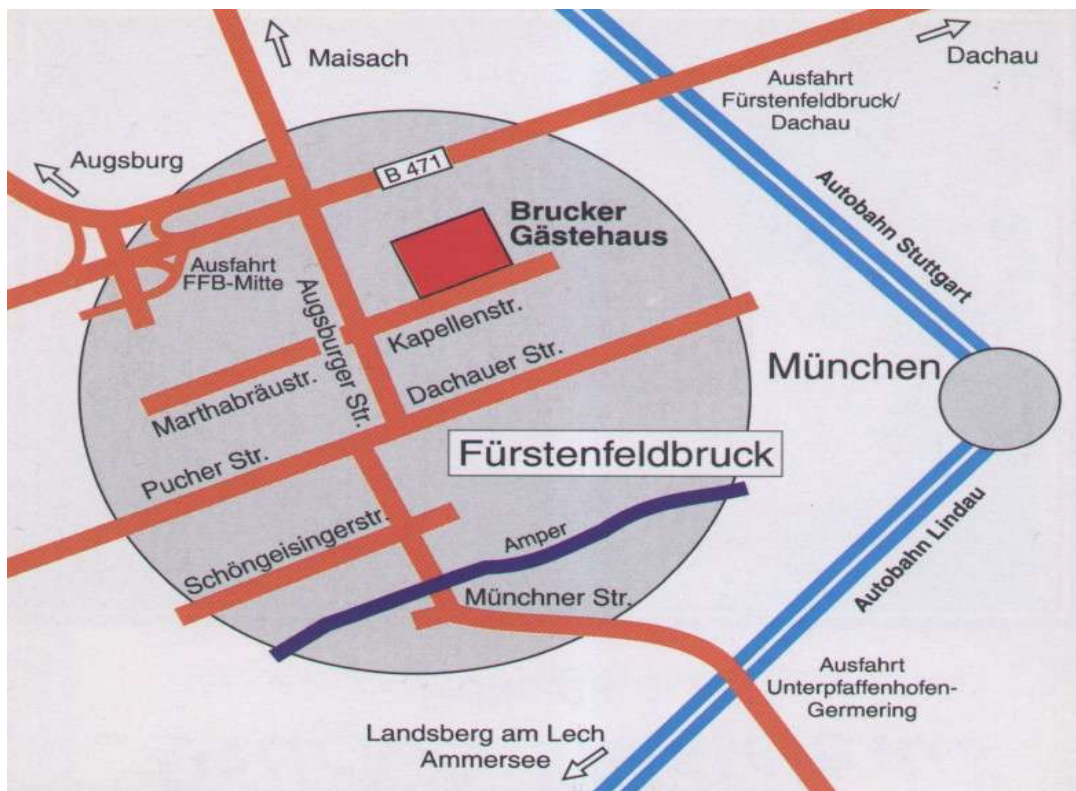 Maisach
Dachau
Ausfahrt
Fürstenfeldbruck/
Dachau
Augsburg
B 471
Autobahn Stuttgart
Brucker
Gästehaus
Ausfahrt
FFB-Mitte
Augsburger Str.
Kapellenstr.
Marthabräustr.
Dachauer Str.
München
Pucher Str.
Fürstenfeldbruck
Schöngeisingerstr.
Amper
Autobahn Lindau
Münchner Str.
Ausfahrt
Unterpfaffenhofen-
Germering
Landsberg am Lech
Ammersee